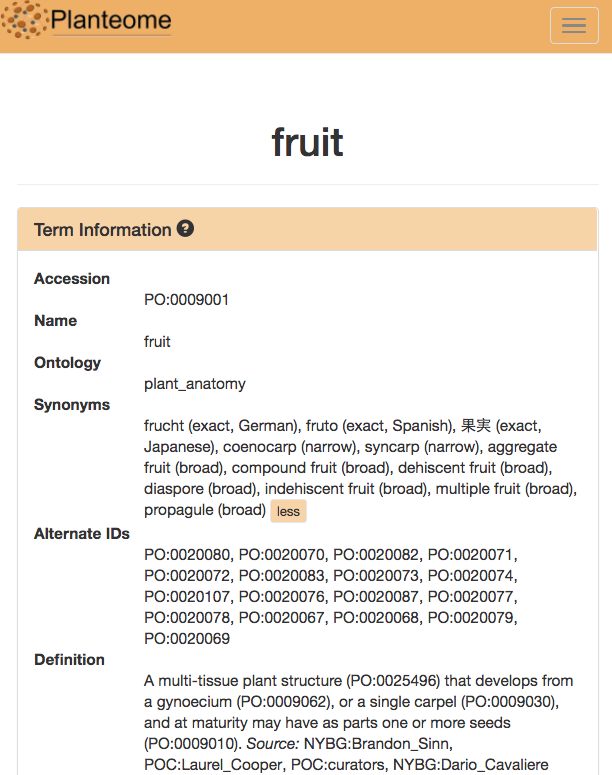 Planteome
fruit
Term Information ?
Accession
PO:0009001
Name
fruit
Ontology
plant_anatomy
Synonyms
frucht (exact, German), fruto (exact, Spanish), 果実 (exact,
Japanese), coenocarp (narrow), syncarp (narrow), aggregate
fruit (broad), compound fruit (broad), dehiscent fruit (broad),
diaspore (broad), indehiscent fruit (broad), multiple fruit (broad),
propagule (broad) less
Alternate IDs
PO:0020080, PO:0020070, PO:0020082, PO:0020071,
PO:0020072, PO:0020083, PO:0020073, PO:0020074,
PO:0020107, PO:0020076, PO:0020087, PO:0020077,
PO:0020078, PO:0020067, PO:0020068, PO:0020079,
PO:0020069
Definition
A multi-tissue plant structure (PO:0025496) that develops from
a gynoecium (PO:0009062), or a single carpel (PO:0009030),
and at maturity may have as parts one or more seeds
(PO:0009010). Source: NYBG:Brandon_Sinn,
POC:Laurel_Cooper, POC:curators, NYBG:Dario_Cavaliere